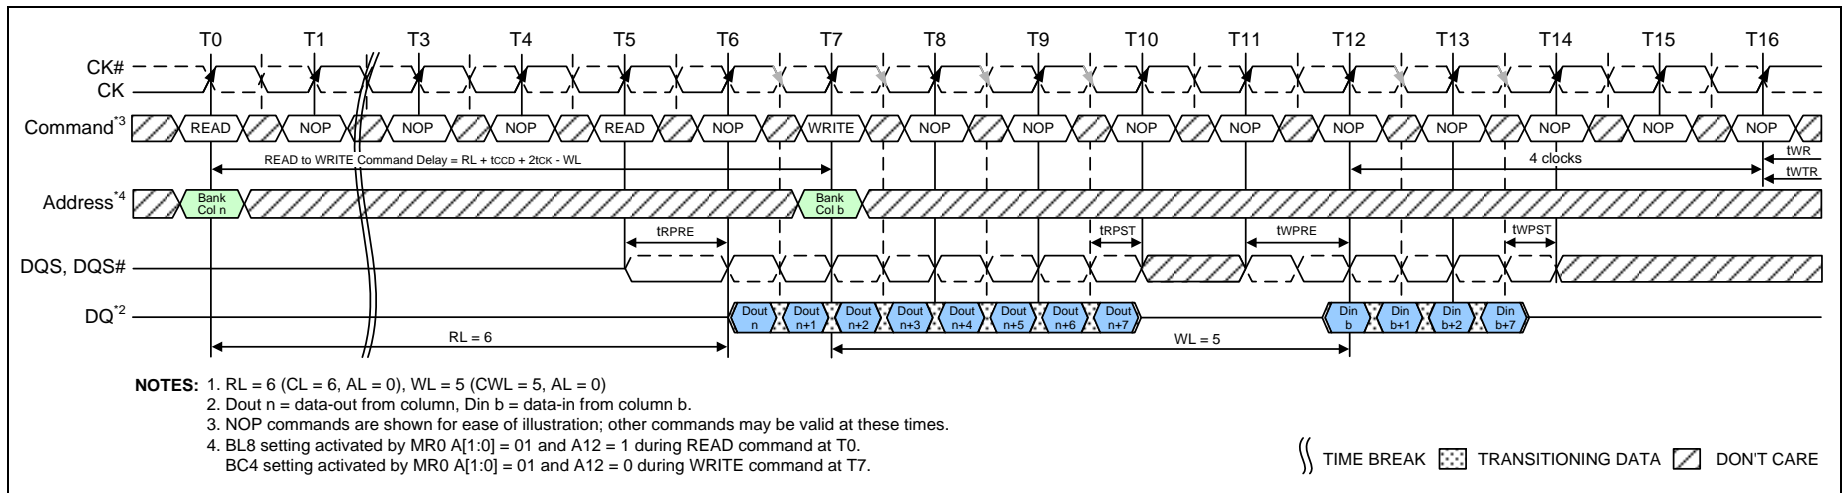 T0 T1 T3 T4 T5 T6 T7 T8 T9 T10 T11 T12 T13 T14 T15 T16
CK#
CK
Command*3 READ NOP NOP NOP READ NOP WRITE NOP NOP NOP NOP NOP NOP NOP NOP NOP
READ to WRITE Command Delay = RL + tCCD + 2tCK - WL
4 clocks
tWR
tWTR
Address*4
Bank Col n
Bank Col b
tRPRE tRPST tWPRE tWPST
DQS, DQS#
DQ*2
Dout n Dout n+1 Dout n+2 Dout n+3 Dout n+4 Dout n+5 Dout n+6 Dout n+7 Din b Din b+1 Din b+2 Din b+7
RL = 6 WL = 5
NOTES: 1. RL = 6 (CL = 6, AL = 0), WL = 5 (CWL = 5, AL = 0)
2. Dout n = data-out from column, Din b = data-in from column b.
3. NOP commands are shown for ease of illustration; other commands may be valid at these times.
4. BL8 setting activated by MR0 A[1:0] = 01 and A12 = 1 during READ command at T0.
BC4 setting activated by MR0 A[1:0] = 01 and A12 = 0 during WRITE command at T7.
TIME BREAK TRANSITIONING DATA DON'T CARE